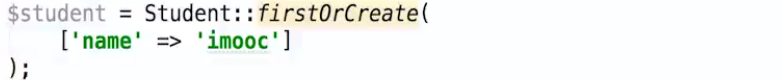 $student = Student::firstOrCreate(
    ['name' => 'imooc']
);